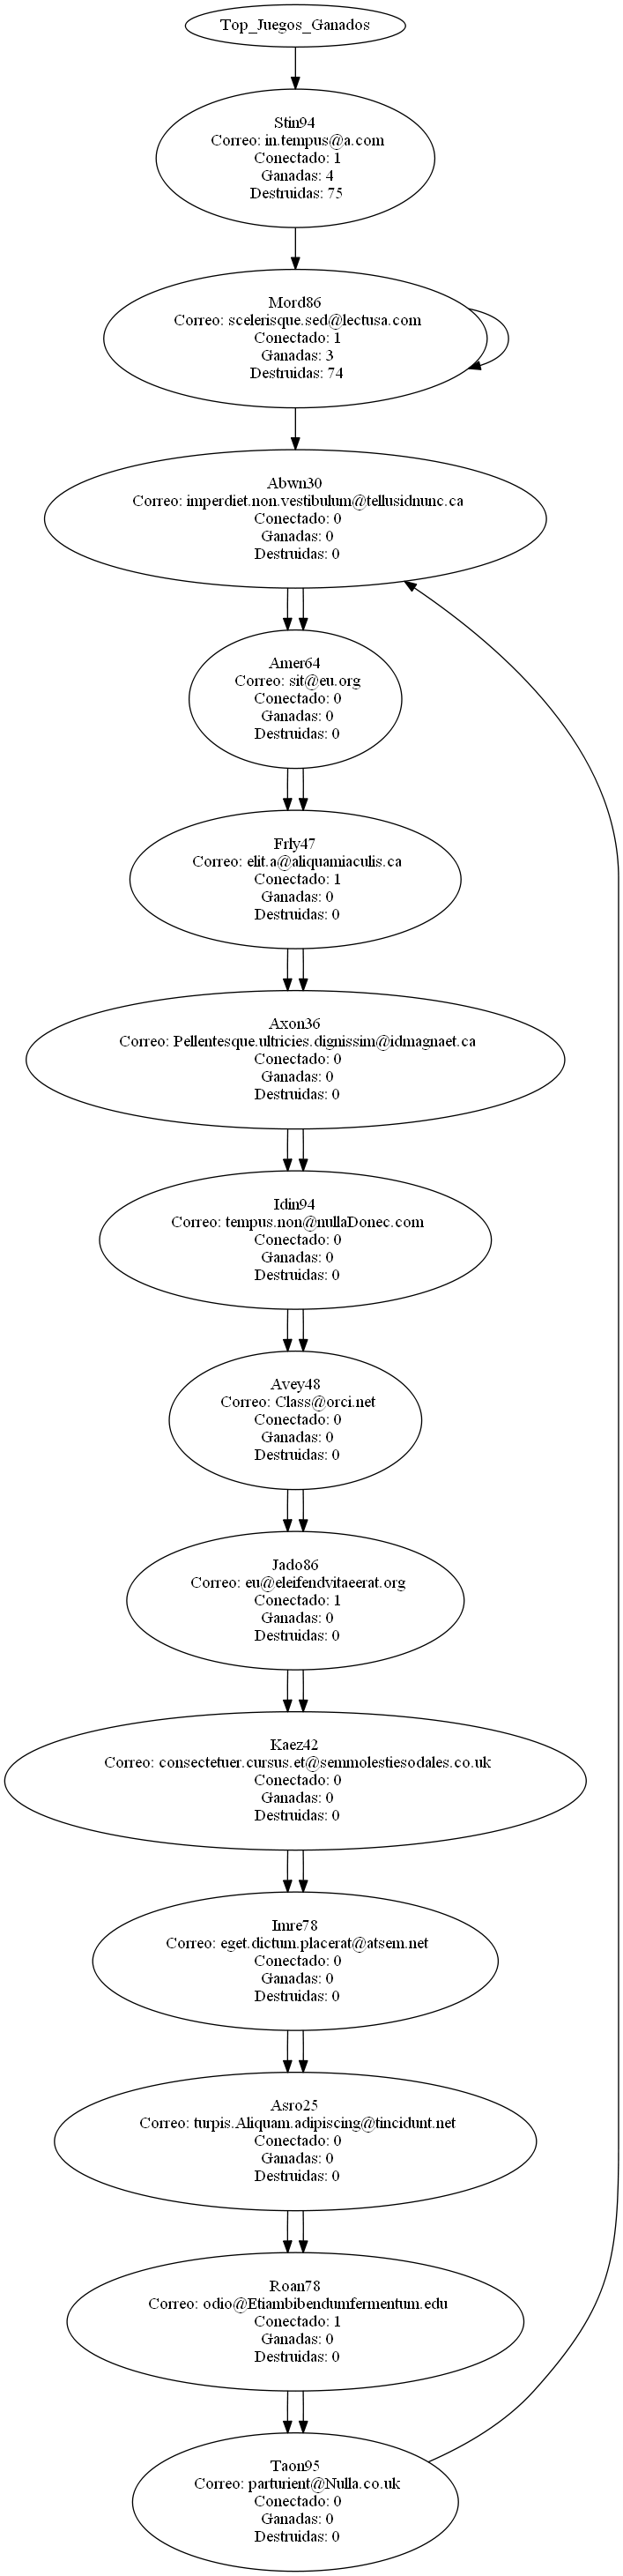 Top_Juegos_Ganados
Stin94
Correo: in.tempus@a.com
Conectado: 1
Ganadas: 4
Destruidas: 75
Mord86
Correo: scelerisque.sed@lectusa.com
Conectado: 1
Ganadas: 3
Destruidas: 74
Abwn30
Correo: imperdiet.non.vestibulum@tellusidnunc.ca
Conectado: 0
Ganadas: 0
Destruidas: 0
Amer64
Correo: sit@eu.org
Conectado: 0
Ganadas: 0
Destruidas: 0
Frly47
Correo: elit.a@aliquamiaculis.ca
Conectado: 1
Ganadas: 0
Destruidas: 0
Axon36
Correo: Pellentesque.ultricies.dignissim@idmagnaet.ca
Conectado: 0
Ganadas: 0
Destruidas: 0
Idin94
Correo: tempus.non@nullaDonec.com
Conectado: 0
Ganadas: 0
Destruidas: 0
Avey48
Correo: Class@orci.net
Conectado: 0
Ganadas: 0
Destruidas: 0
Jado86
Correo: eu@eleifendvitaeerat.org
Conectado: 1
Ganadas: 0
Destruidas: 0
Kaez42
Correo: consectetuer.cursus.et@semmolestiesodales.co.uk
Conectado: 0
Ganadas: 0
Destruidas: 0
Imre78
Correo: eget.dictum.placerat@atsem.net
Conectado: 0
Ganadas: 0
Destruidas: 0
Asro25
Correo: turpis.Aliquam.adipiscing@tincidunt.net
Conectado: 0
Ganadas: 0
Destruidas: 0
Roan78
Correo: odio@Etiambibendumfermentum.edu
Conectado: 1
Ganadas: 0
Destruidas: 0
Taon95
Correo: parturient@Nulla.co.uk
Conectado: 0
Ganadas: 0
Destruidas: 0